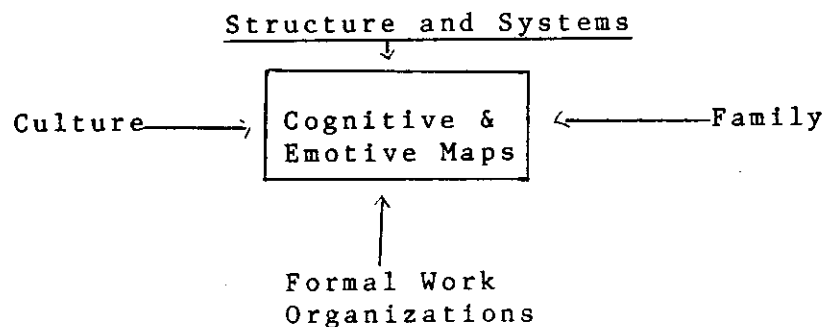 Structure and Systems
Culture
Cognitive &
Emotive Maps
Family
Formal Work
Organizations